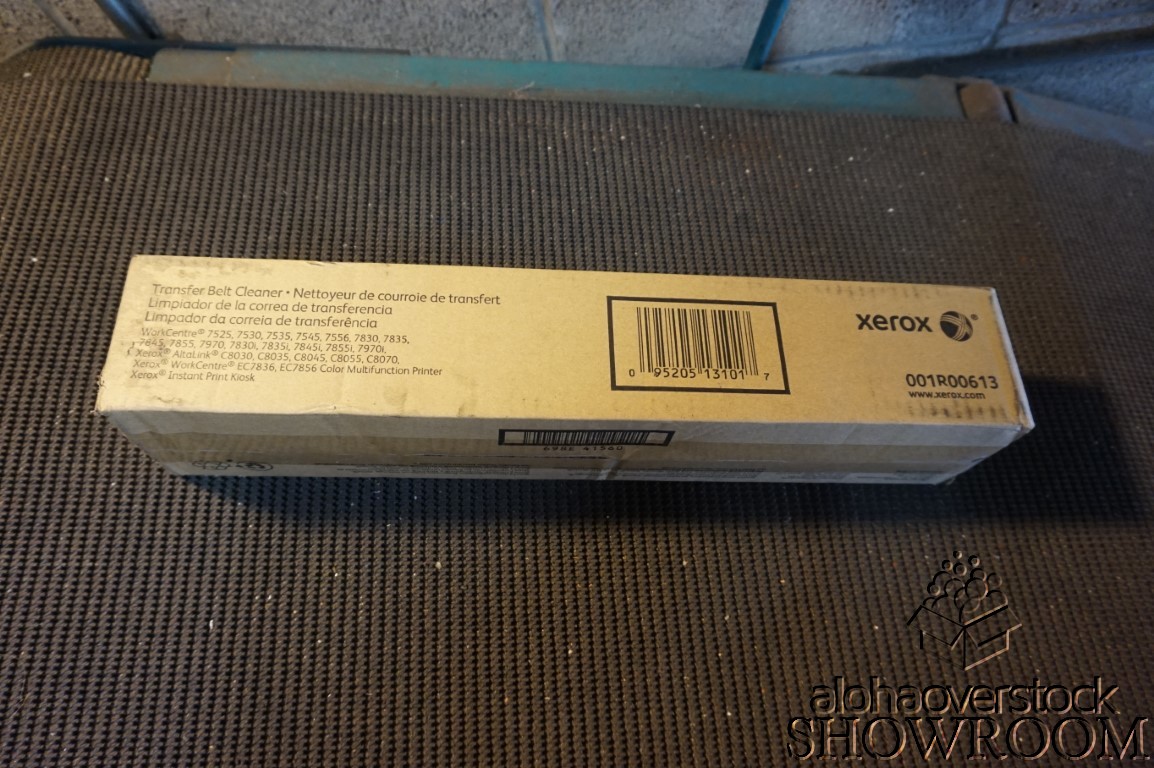 Transfer Belt Cleaner • Nettoyeur de courroie de transfert
Limpiador de la correa de transferencia
Limpador da correia de transferência
WorkCentre® 7525, 7530, 7535, 7545, 7556, 7830, 7835,
7845, 7855, 7970, 7830i, 7835i, 7845i, 7855i, 7970i,
Xerox® AltaLink® C8030, C8035, C8045, C8055, C8070,
Xerox® WorkCentre® EC7836, EC7856 Color Multifunction Printer
Xerox® Instant Print Kiosk
0 95205 13101 7
xerox®
001R00613
www.xerox.com
alohaoverstock
SHOWROOM